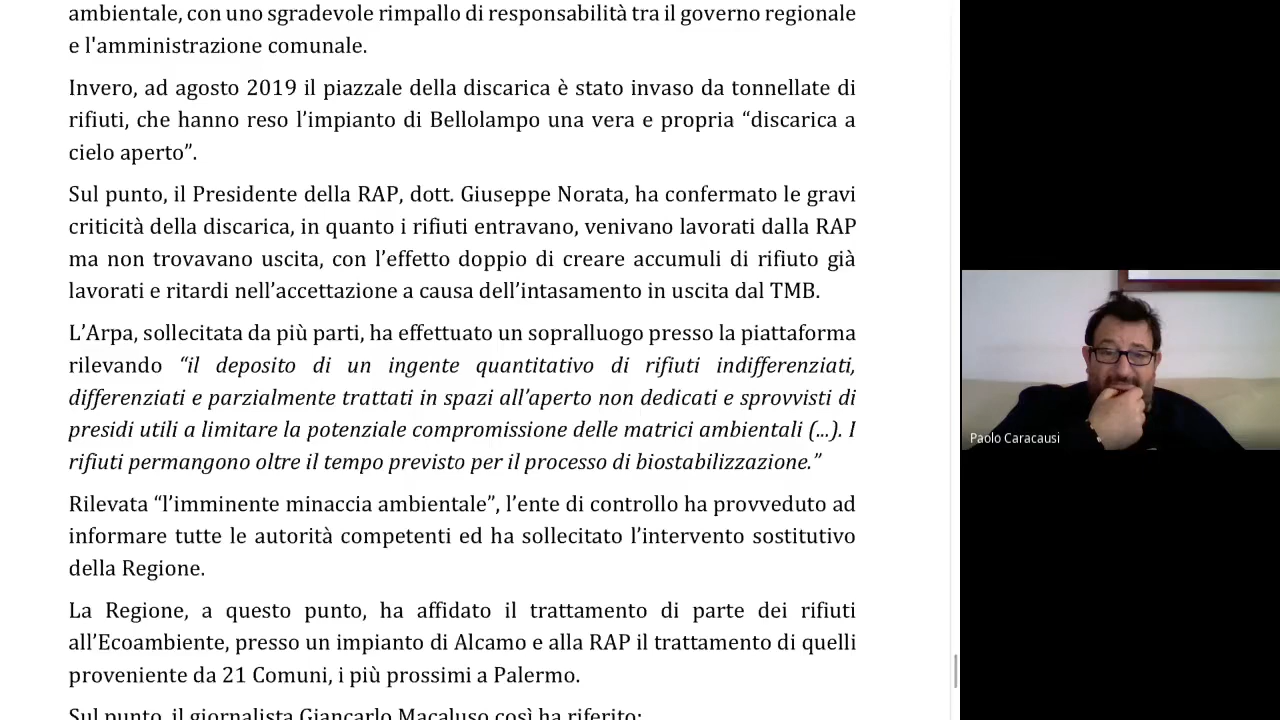 ambientale, con uno sgradevole rimpallo di responsabilità tra il governo regionale
e l'amministrazione comunale.
Invero, ad agosto 2019 il piazzale della discarica è stato invaso da tonnellate di
rifiuti, che hanno reso l’impianto di Bellolampo una vera e propria “discarica a
cielo aperto”.
Sul punto, il Presidente della RAP, dott. Giuseppe Norata, ha confermato le gravi
criticità della discarica, in quanto i rifiuti entravano, venivano lavorati dalla RAP
ma non trovavano uscita, con l’effetto doppio di creare accumuli di rifiuto già
lavorati e ritardi nell’accettazione a causa dell’intasamento in uscita dal TMB.
L’Arpa, sollecitata da più parti, ha effettuato un sopralluogo presso la piattaforma
rilevando “il deposito di un ingente quantitativo di rifiuti indifferenziati,
differenziati e parzialmente trattati in spazi all’aperto non dedicati e sprovvisti di
presidi utili a limitare la potenziale compromissione delle matrici ambientali (...). I
rifiuti permangono oltre il tempo previsto per il processo di biostabilizzazione.”
Rilevata “l’imminente minaccia ambientale”, l’ente di controllo ha provveduto ad
informare tutte le autorità competenti ed ha sollecitato l’intervento sostitutivo
della Regione.
La Regione, a questo punto, ha affidato il trattamento di parte dei rifiuti
all’Ecoambiente, presso un impianto di Alcamo e alla RAP il trattamento di quelli
proveniente da 21 Comuni, i più prossimi a Palermo.
Sul punto, il giornalista Giancarlo Macaluso così ha riferito:
Paolo Caracausi